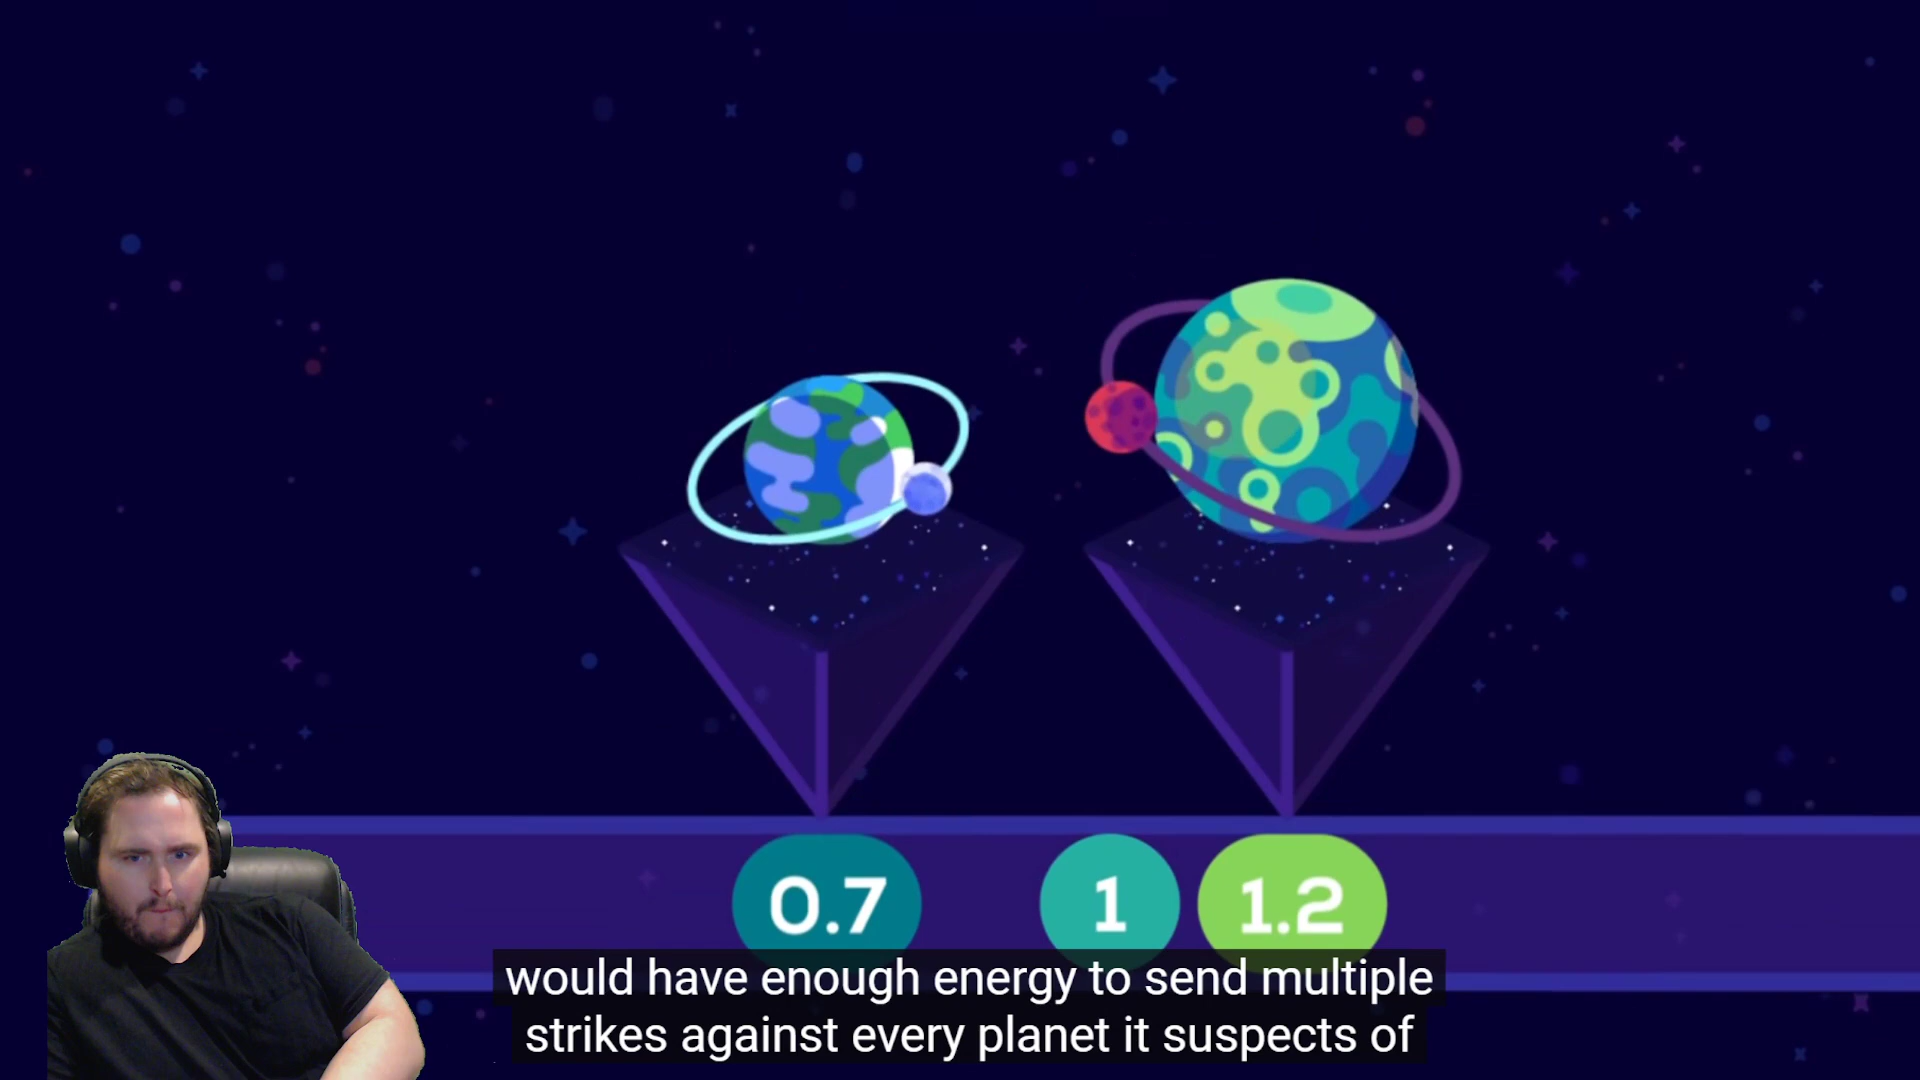 0.7 1 1.2
would have enough energy to send multiple
strikes against every planet it suspects of